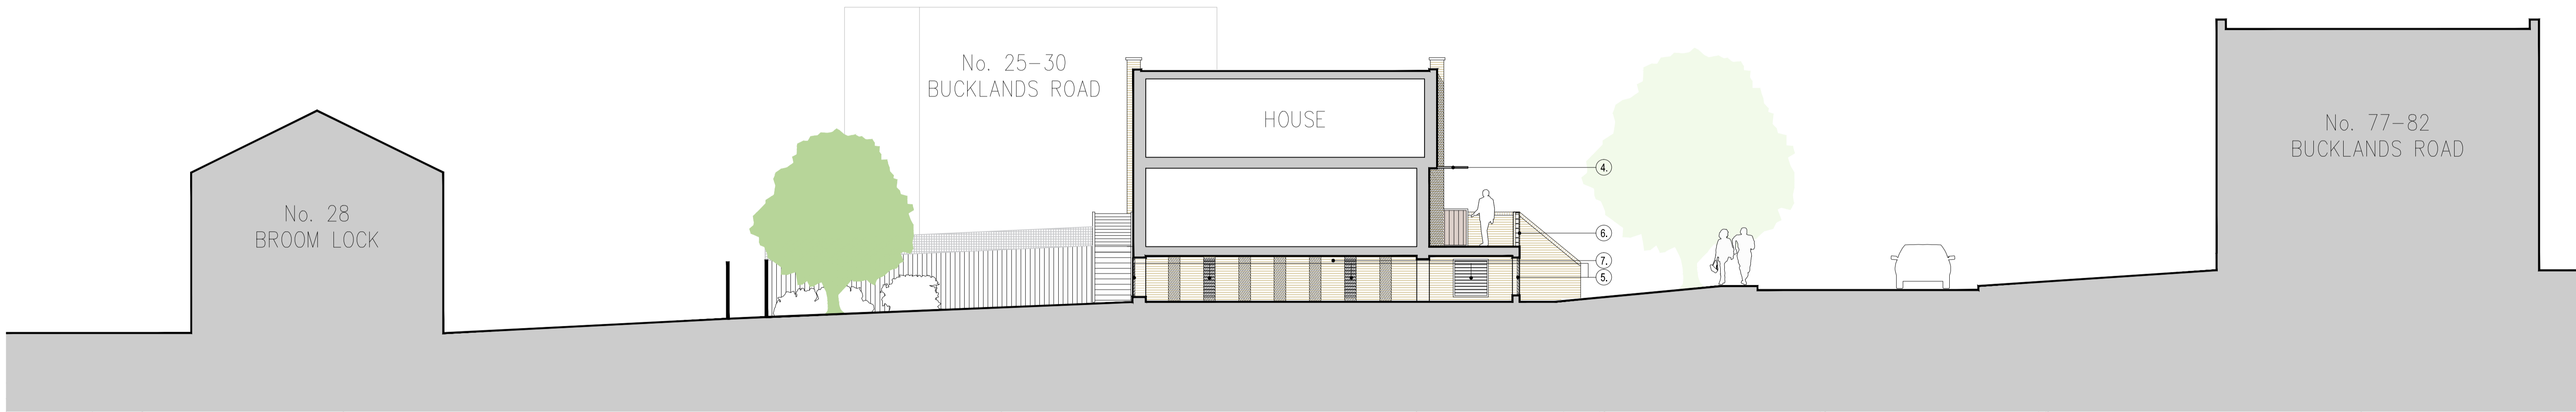 No. 25-30
BUCKLANDS ROAD
HOUSE
No. 77-82
BUCKLANDS ROAD
4.
No. 28
BROOM LOCK
6.
7.
5.